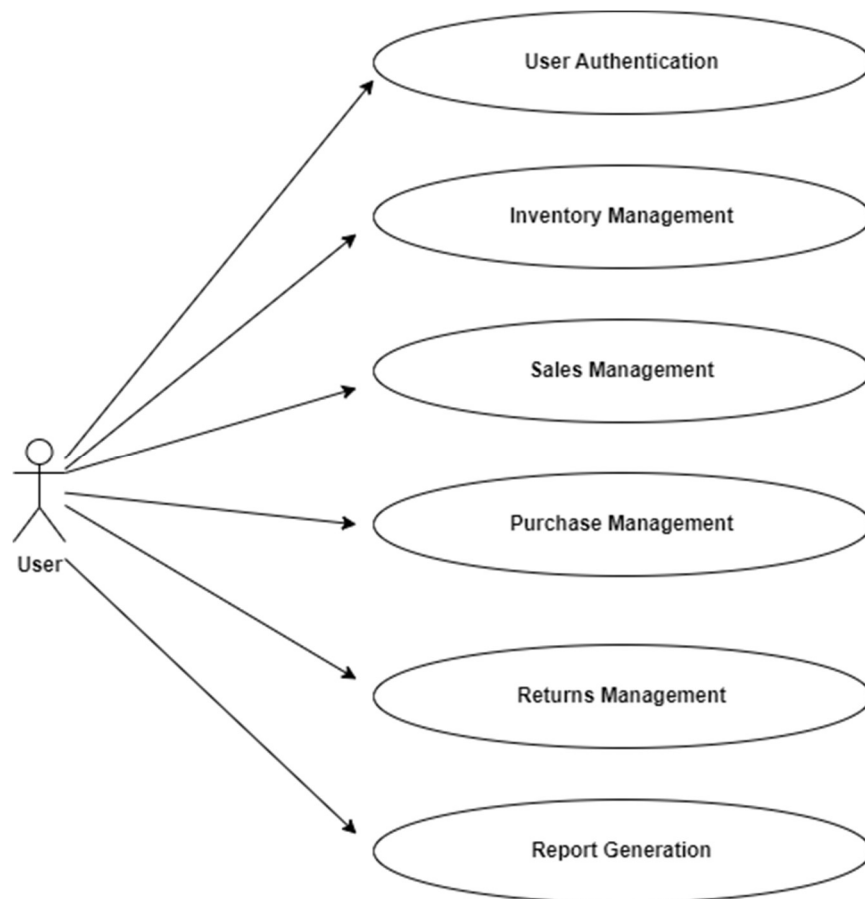 User Authentication
Inventory Management
Sales Management
Purchase Management
User
Returns Management
Report Generation